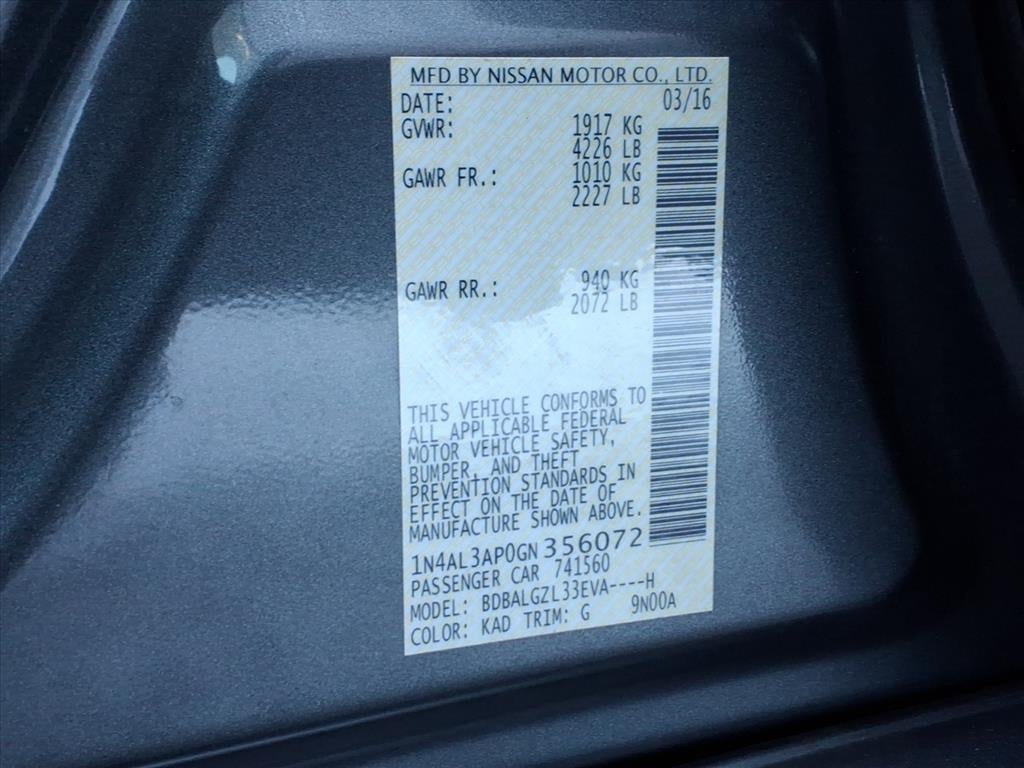 MFD BY NISSAN MOTOR CO., LTD.
DATE: 03/16
GVWR: 1917 KG
4226 LB
GAWR FR.: 1010 KG
2227 LB
GAWR RR.: 940 KG
2072 LB
THIS VEHICLE CONFORMS TO
ALL APPLICABLE FEDERAL
MOTOR VEHICLE SAFETY,
BUMPER, AND THEFT
PREVENTION STANDARDS IN
EFFECT ON THE DATE OF
MANUFACTURE SHOWN ABOVE.
1N4AL3AP0GN356072
PASSENGER CAR 741560
MODEL: BDBALGZL33EVA----H
COLOR: KAD TRIM: G 9N00A